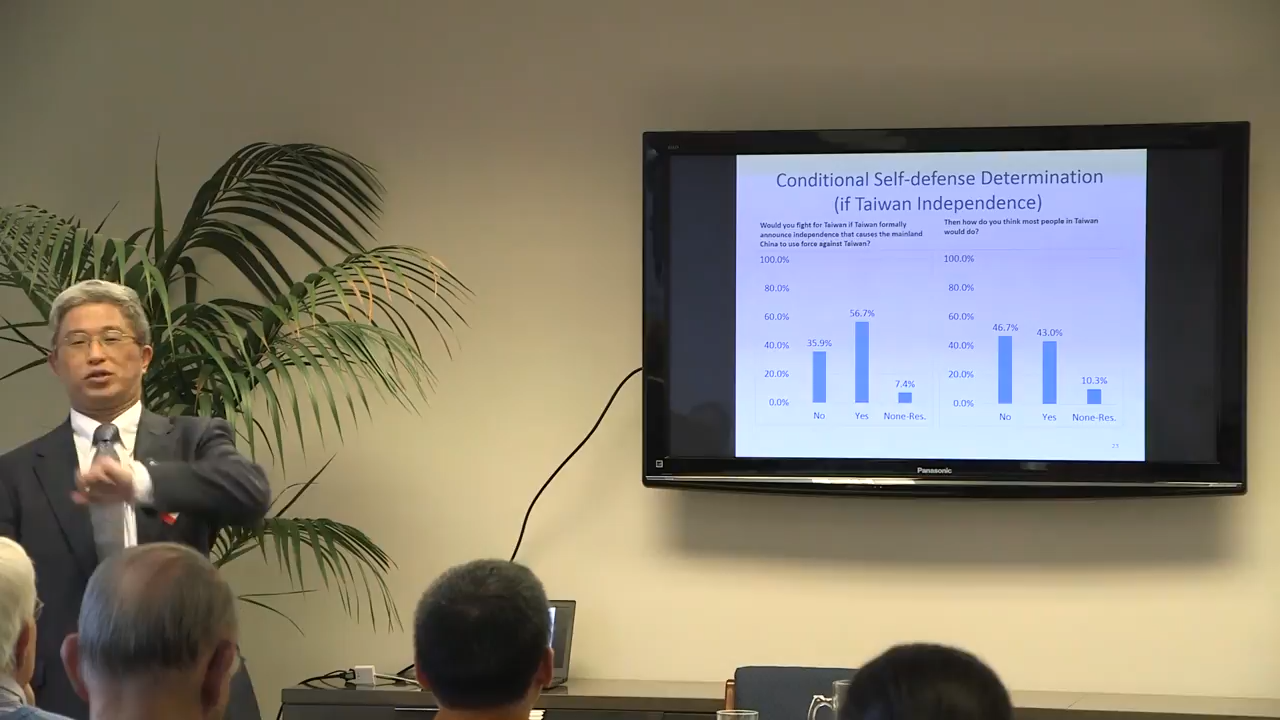 Conditional Self-defense Determination
(if Taiwan Independence)
Would you fight for Taiwan if Taiwan formally
announce independence that causes the mainland
China to use force against Taiwan?
100.0%
80.0%
60.0%
40.0%
20.0%
0.0%
35.9%
56.7%
7.4%
No
Yes
None-Res.
Then how do you think most people in Taiwan
would do?
100.0%
80.0%
60.0%
40.0%
20.0%
0.0%
46.7%
43.0%
10.3%
No
Yes
None-Res.
Panasonic